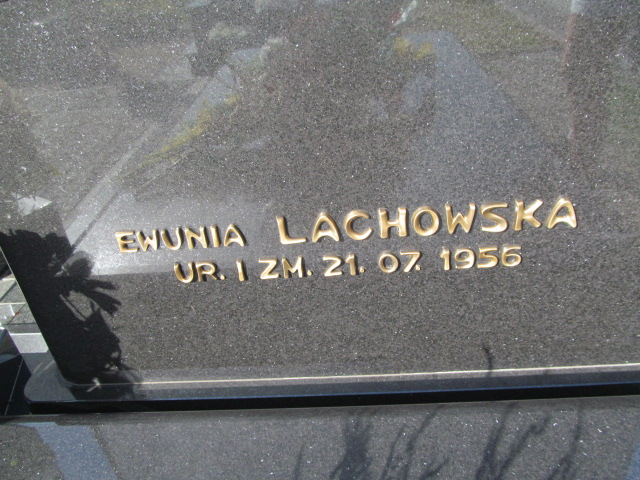 EWUNIA LACHOWSKA
UR. I ZM. 21. 07. 1956